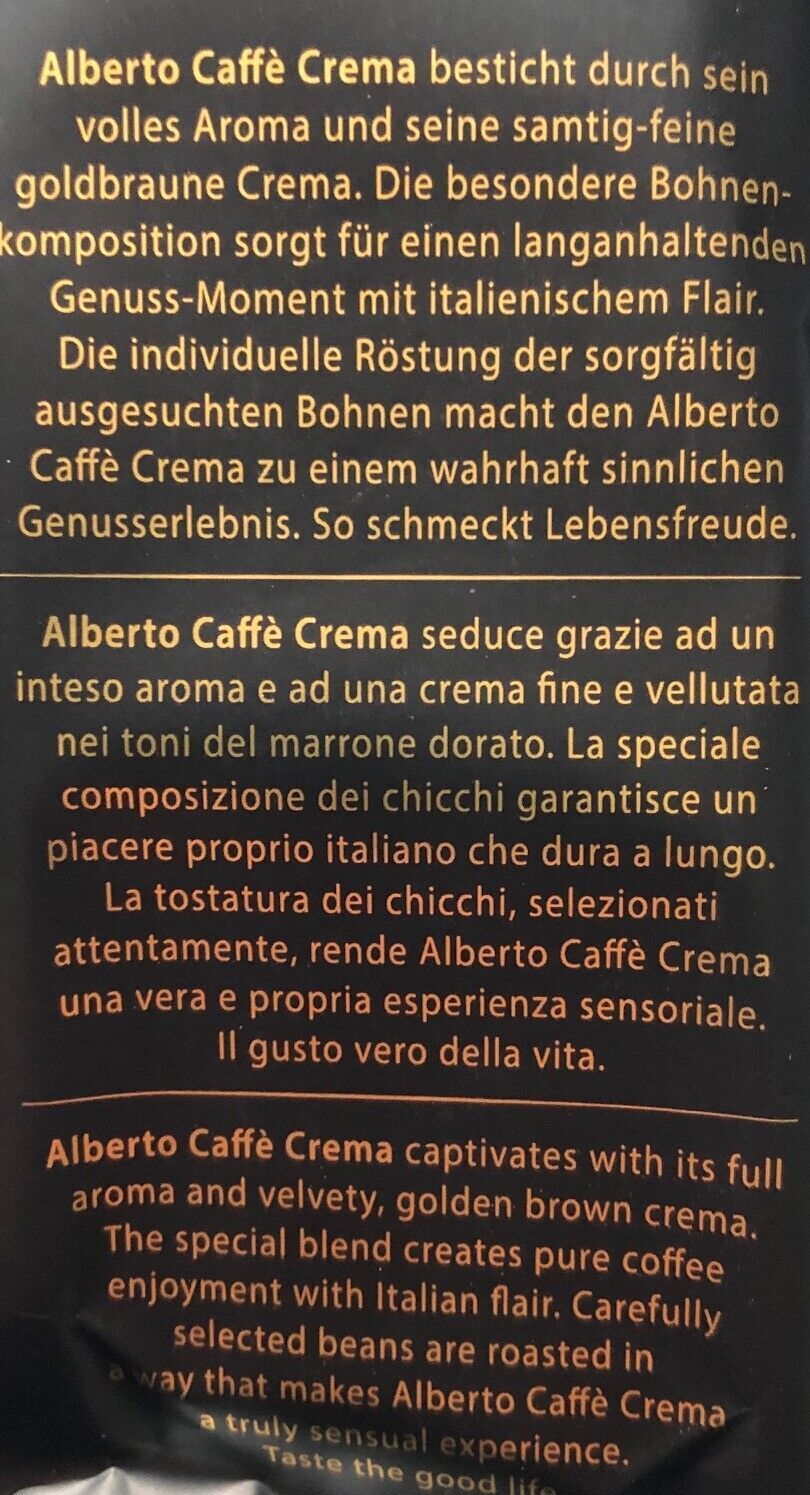 Alberto Caffè Crema besticht durch sein
volles Aroma und seine samtig-feine
goldbraune Crema. Die besondere Bohnen-
komposition sorgt für einen langanhaltenden
Genuss-Moment mit italienischem Flair.
Die individuelle Röstung der sorgfältig
ausgesuchten Bohnen macht den Alberto
Caffè Crema zu einem wahrhaft sinnlichen
Genusserlebnis. So schmeckt Lebensfreude.
Alberto Caffè Crema seduce grazie ad un
inteso aroma e ad una crema fine e vellutata
nei toni del marrone dorato. La speciale
composizione dei chicchi garantisce un
piacere proprio italiano che dura a lungo.
La tostatura dei chicchi, selezionati
attentamente, rende Alberto Caffè Crema
una vera e propria esperienza sensoriale.
Il gusto vero della vita.
Alberto Caffè Crema captivates with its full
aroma and velvety, golden brown crema.
The special blend creates pure coffee
enjoyment with Italian flair. Carefully
selected beans are roasted in
a way that makes Alberto Caffè Crema
a truly sensual experience.
Taste the good life